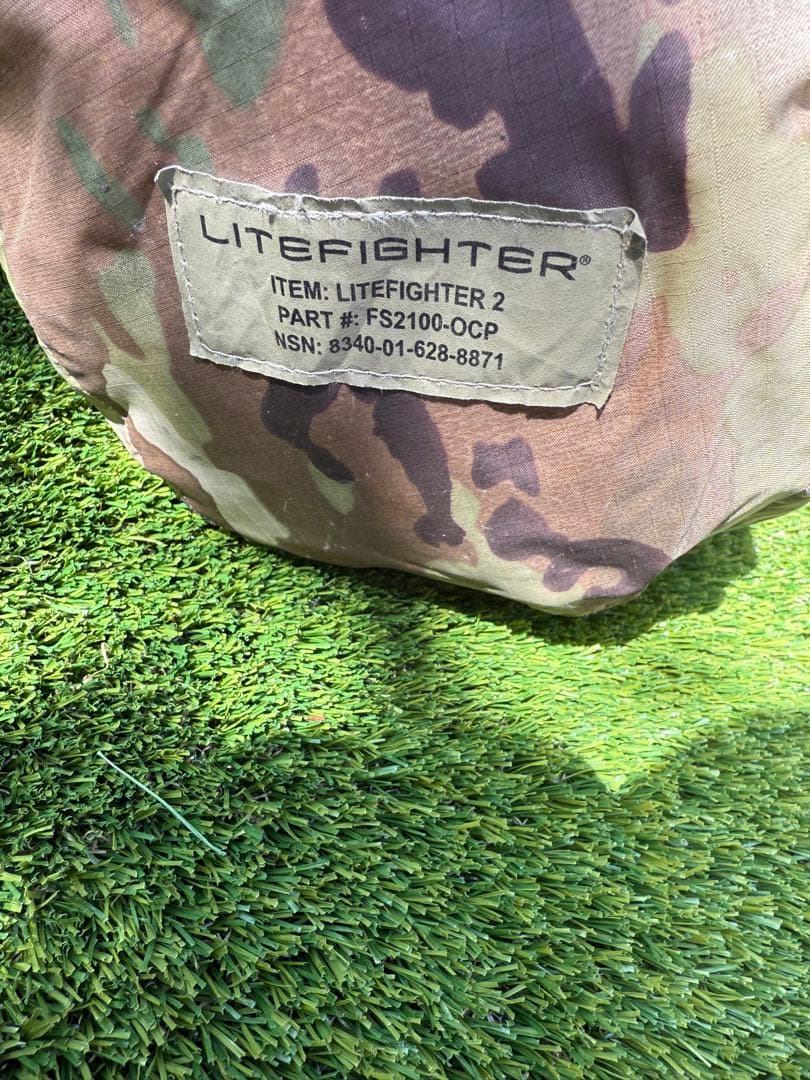 LITEFIGHTER®
ITEM: LITEFIGHTER 2
PART #: FS2100-OCP
NSN: 8340-01-628-8871